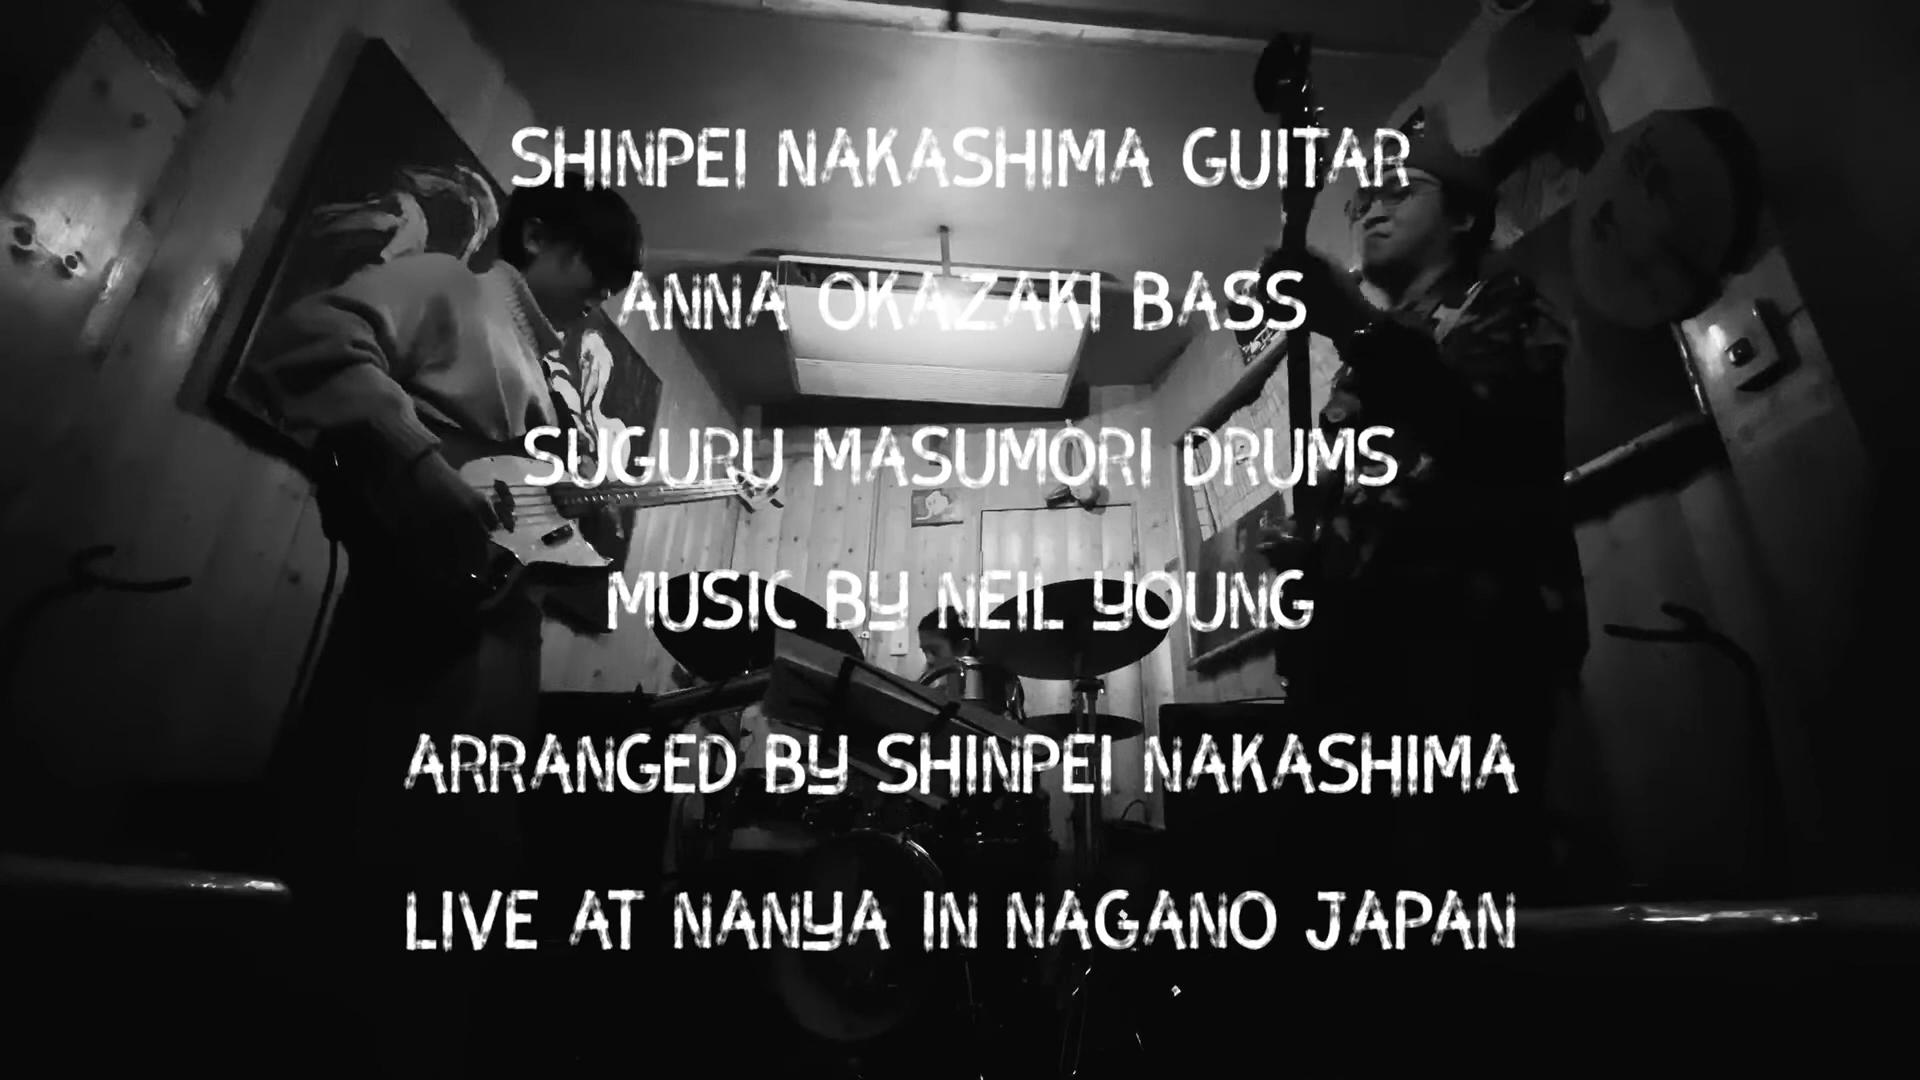 SHINPEI NAKASHIMA GUITAR
ANNA OKAZAKI BASS
SUGURU MASUMORI DRUMS
MUSIC BY NEIL YOUNG
ARRANGED BY SHINPEI NAKASHIMA
LIVE AT NANYA IN NAGANO JAPAN